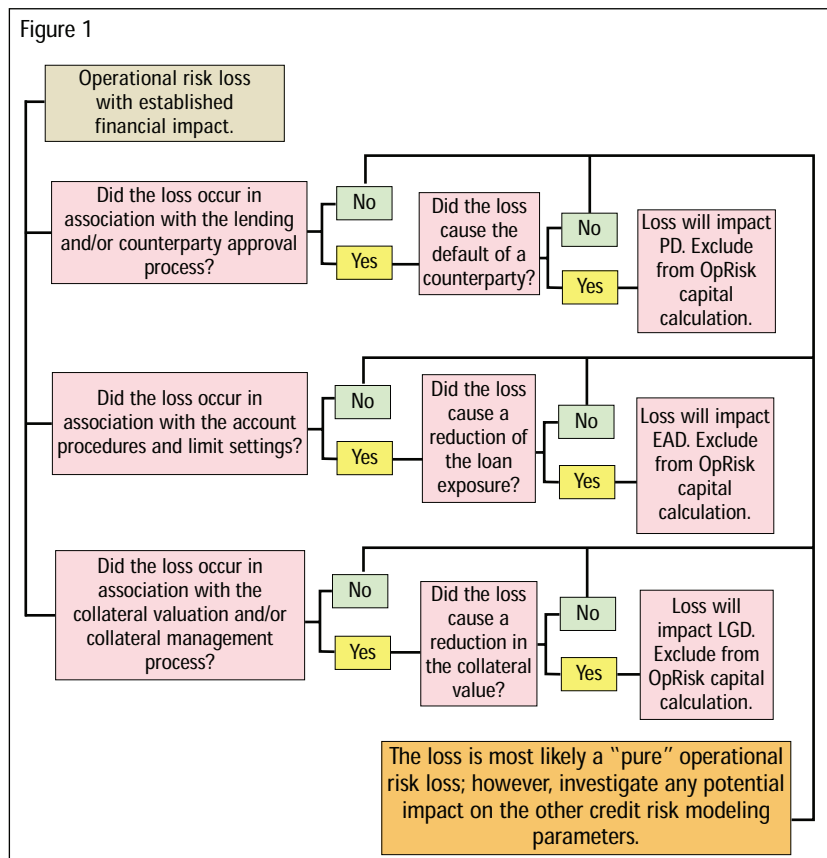 Figure 1
Operational risk loss
with established
financial impact.
Did the loss occur in
association with the lending
and/or counterparty approval
process?
No
Yes
Did the loss
cause the
default of a
counterparty?
No
Yes
Loss will impact
PD. Exclude
from OpRisk
capital
calculation.
Did the loss occur in
association with the account
procedures and limit settings?
No
Yes
Did the loss
cause a
reduction of
the loan
exposure?
No
Yes
Loss will impact
EAD. Exclude
from OpRisk
capital
calculation.
Did the loss occur in
association with the
collateral valuation and/or
collateral management
process?
No
Yes
Did the loss
cause a
reduction in
the collateral
value?
No
Yes
Loss will
impact LGD.
Exclude from
OpRisk capital
calculation.
The loss is most likely a “pure” operational
risk loss; however, investigate any potential
impact on the other credit risk modeling
parameters.